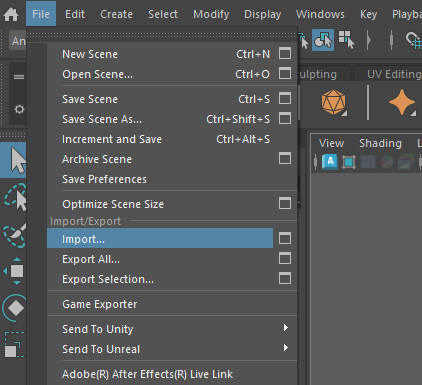 File Edit Create Select Modify Display Windows Key
New Scene Ctrl+N
Open Scene... Ctrl+O
Save Scene Ctrl+S
Save Scene As... Ctrl+Shift+S
Increment and Save Ctrl+Alt+S
Archive Scene
Save Preferences
Optimize Scene Size
Import/Export
Import...
Export All...
Export Selection...
Game Exporter
Send To Unity
Send To Unreal
Adobe(R) After Effects(R) Live Link
An
ulpting UV Editing
View Shading L
A